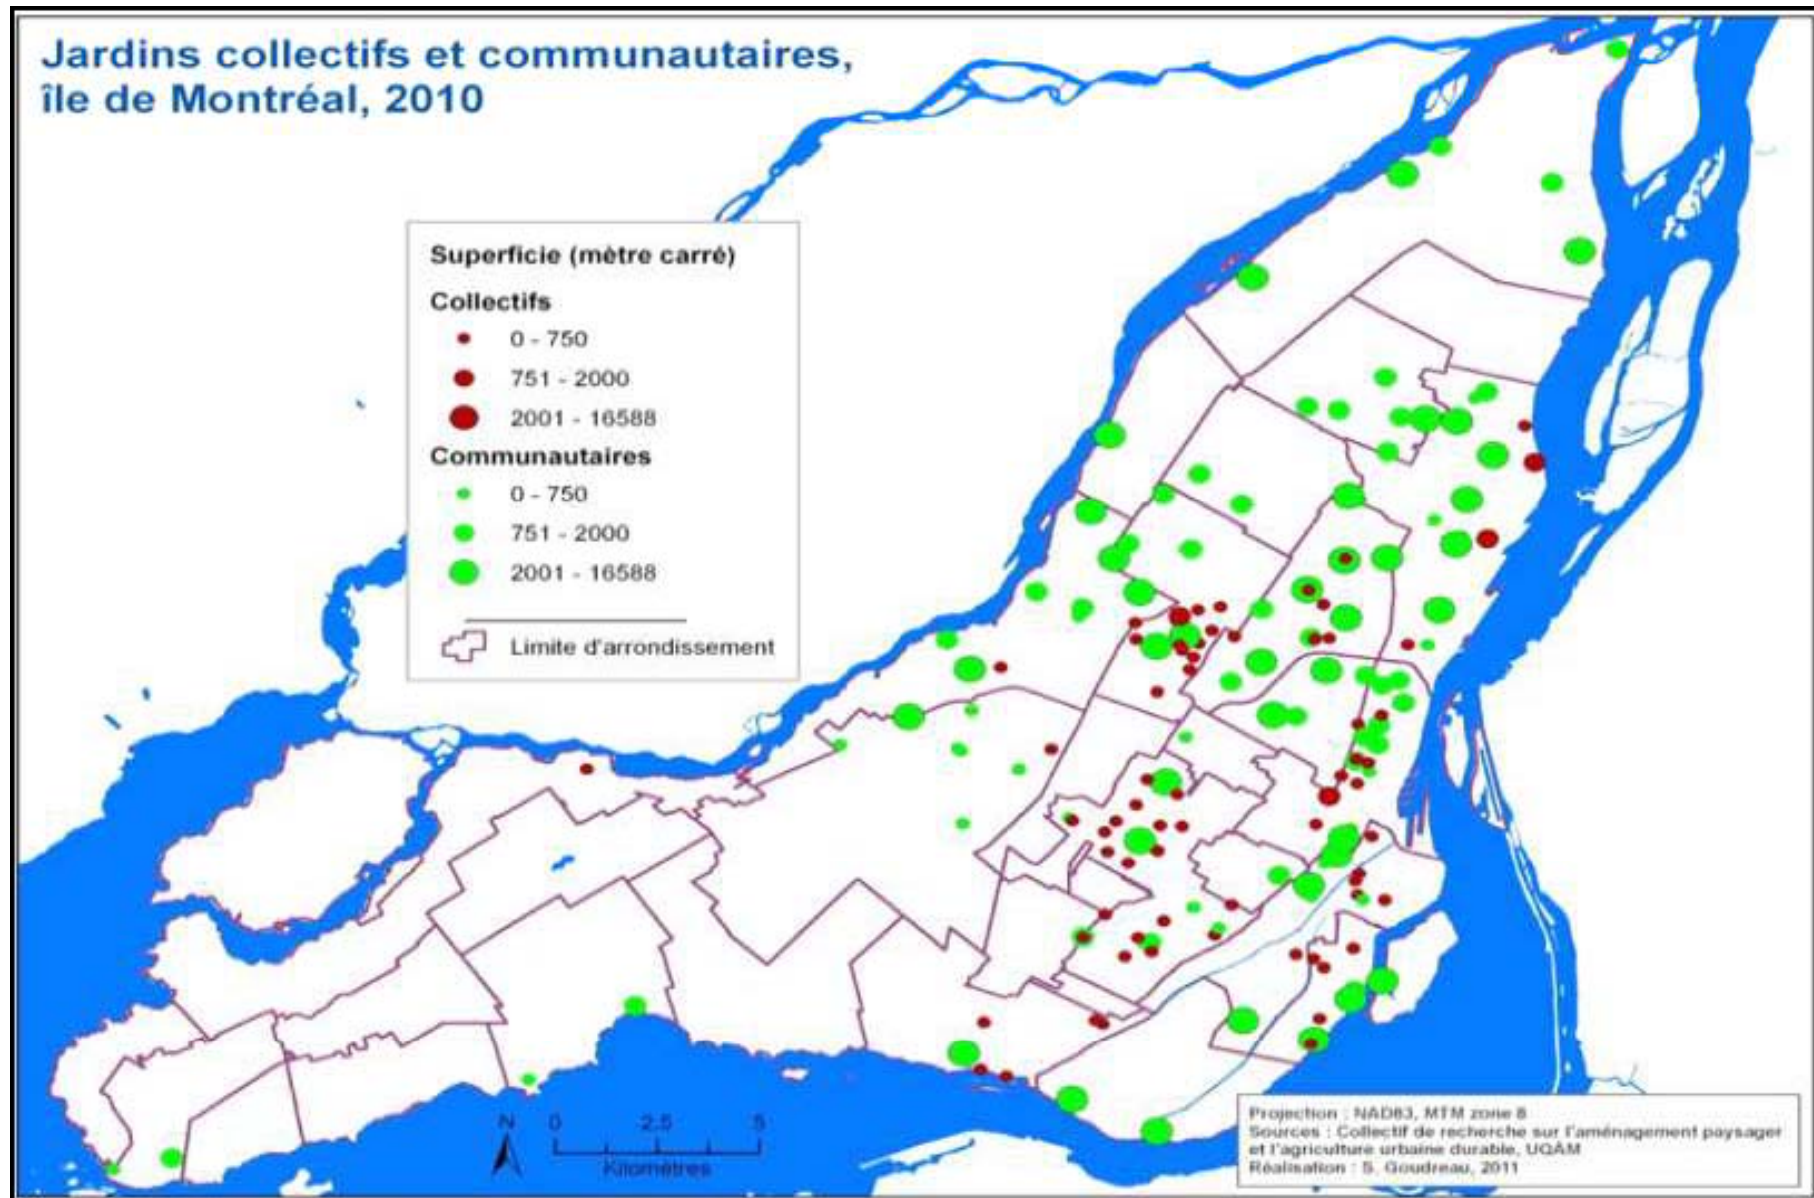 Jardins collectifs et communautaires,
île de Montréal, 2010
Superficie (mètre carré)
Collectifs
0 - 750
751 - 2000
2001 - 16588
Communautaires
0 - 750
751 - 2000
2001 - 16588
Limite d'arrondissement
N
0 2,5 5
Kilomètres
Projection : NAD83, MTM zone 8
Sources : Collectif de recherche sur l'aménagement paysager
et l'agriculture urbaine durable, UQÀM
Réalisation : S. Goudreau, 2011